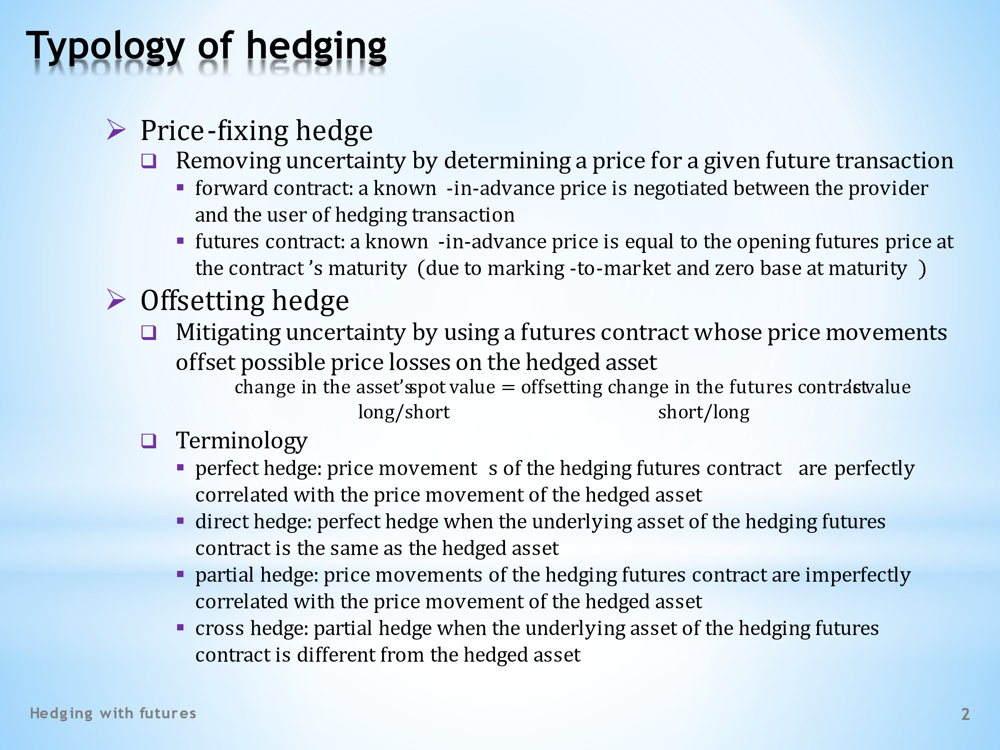 Typology of hedging
Price-fixing hedge
Removing uncertainty by determining a price for a given future transaction
forward contract: a known -in-advance price is negotiated between the provider
and the user of hedging transaction
futures contract: a known -in-advance price is equal to the opening futures price at
the contract ’s maturity (due to marking -to-market and zero base at maturity )
Offsetting hedge
Mitigating uncertainty by using a futures contract whose price movements
offset possible price losses on the hedged asset
change in the asset’s spot value = offsetting change in the futures contract’s value
long/short short/long
Terminology
perfect hedge: price movement s of the hedging futures contract are perfectly
correlated with the price movement of the hedged asset
direct hedge: perfect hedge when the underlying asset of the hedging futures
contract is the same as the hedged asset
partial hedge: price movements of the hedging futures contract are imperfectly
correlated with the price movement of the hedged asset
cross hedge: partial hedge when the underlying asset of the hedging futures
contract is different from the hedged asset
Hedging with futures 2